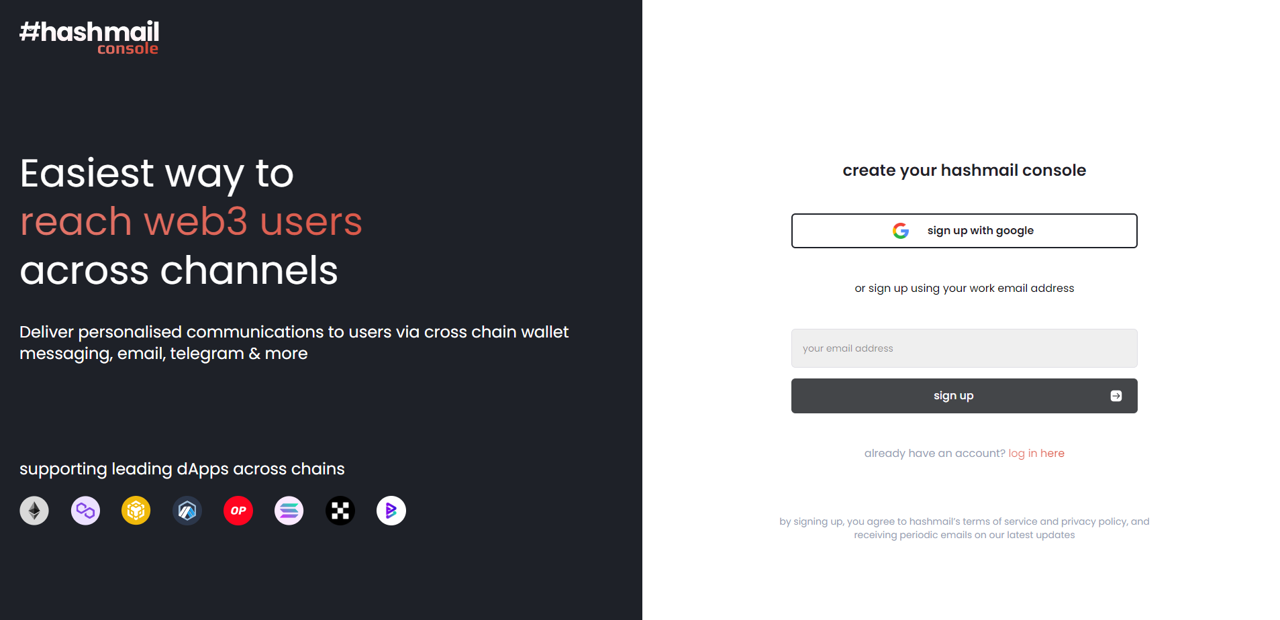 #hashmail
console
Easiest way to
reach web3 users
across channels
Deliver personalised communications to users via cross chain wallet
messaging, email, telegram & more
supporting leading dApps across chains
OP
create your hashmail console
sign up with google
or sign up using your work email address
your email address
sign up
already have an account? log in here
by signing up, you agree to hashmail's terms of service and privacy policy, and
receiving periodic emails on our latest updates